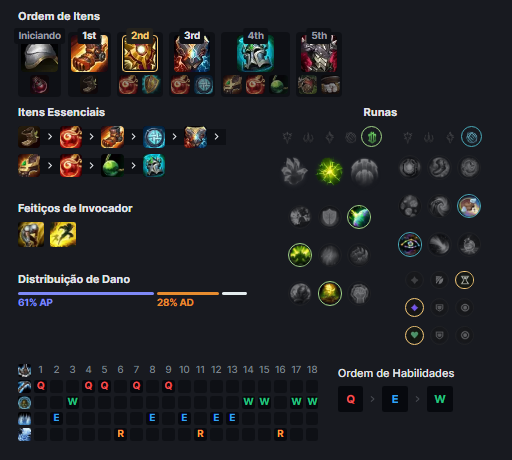 Ordem de Itens
Iniciando 1st 2nd 3rd 4th 5th
Itens Essenciais
Runas
Feitiços de Invocador
Distribuição de Dano
61% AP 28% AD
1 2 3 4 5 6 7 8 9 10 11 12 13 14 15 16 17 18
Q Q Q Q Q
W W W W W
E E E E E
R R R
Ordem de Habilidades
Q > E > W